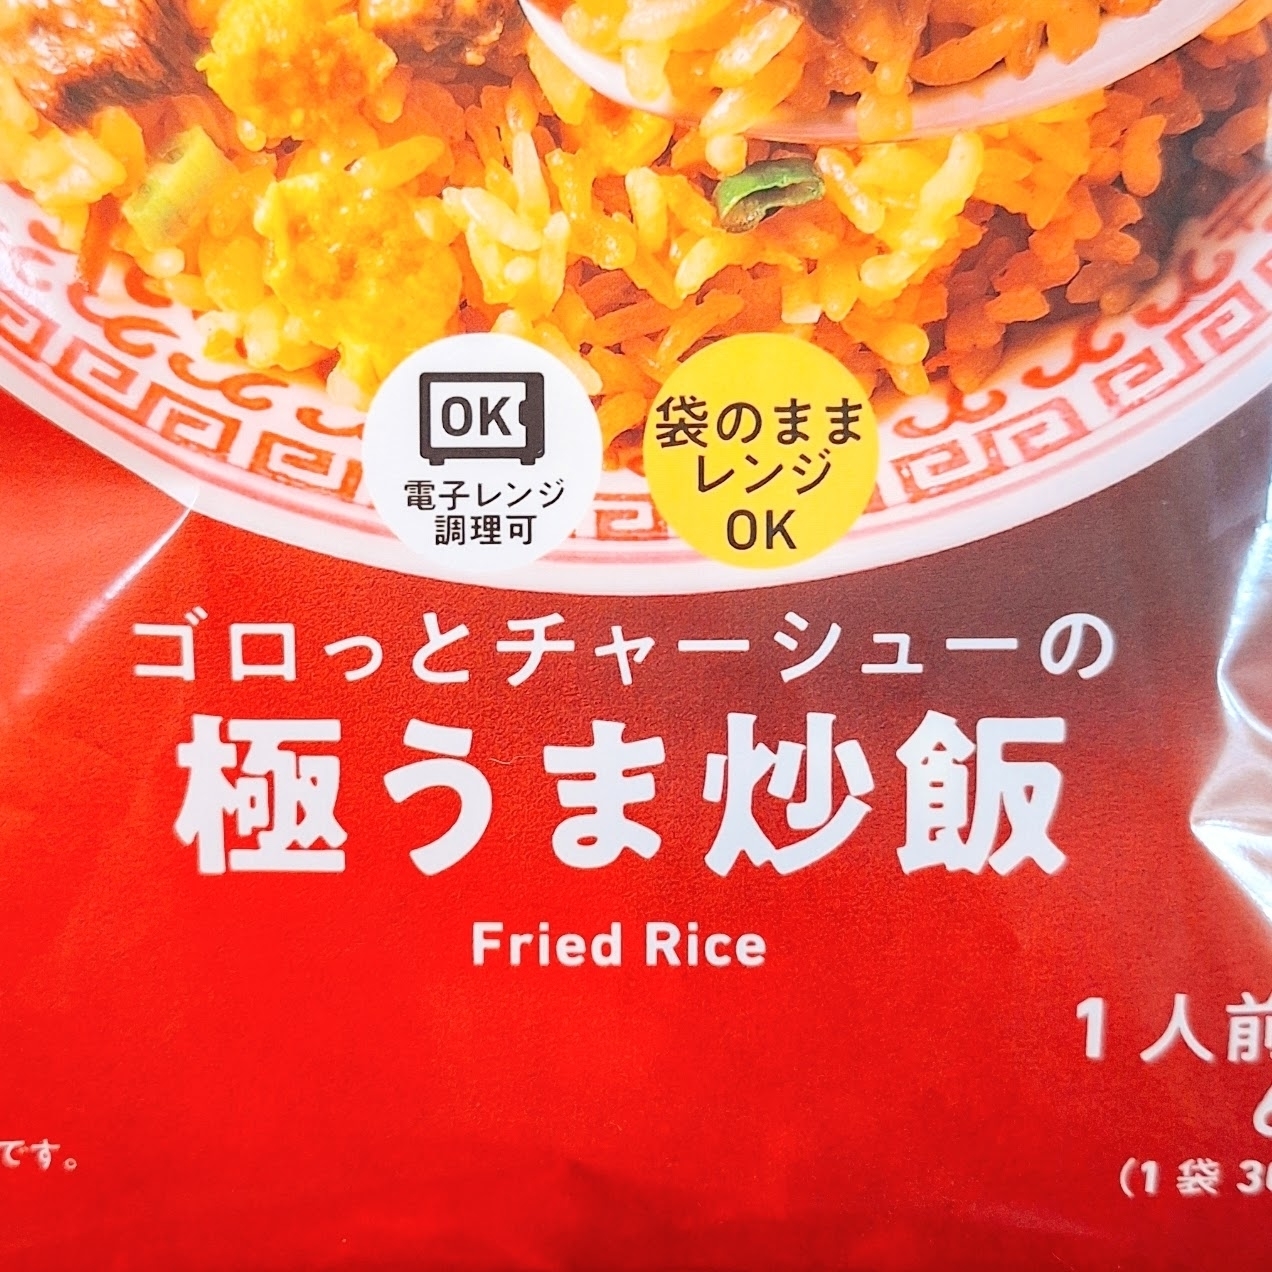 OK
電子レンジ
調理可
袋のまま
レンジ
OK
ゴロっとチャーシューの
極うま炒飯
Fried Rice
1人前
です。
(1袋 3